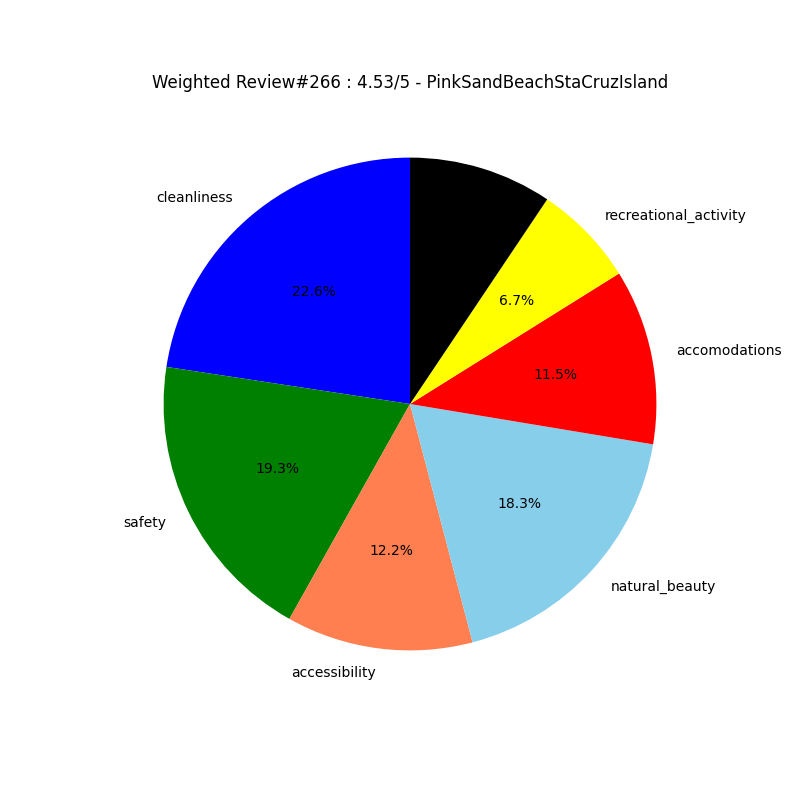 Weighted Review#266 : 4.53/5 - PinkSandBeachStaCruzIsland
cleanliness
recreational_activity
22.6%
6.7%
accomodations
11.5%
19.3%
18.3%
safety
12.2%
natural_beauty
accessibility